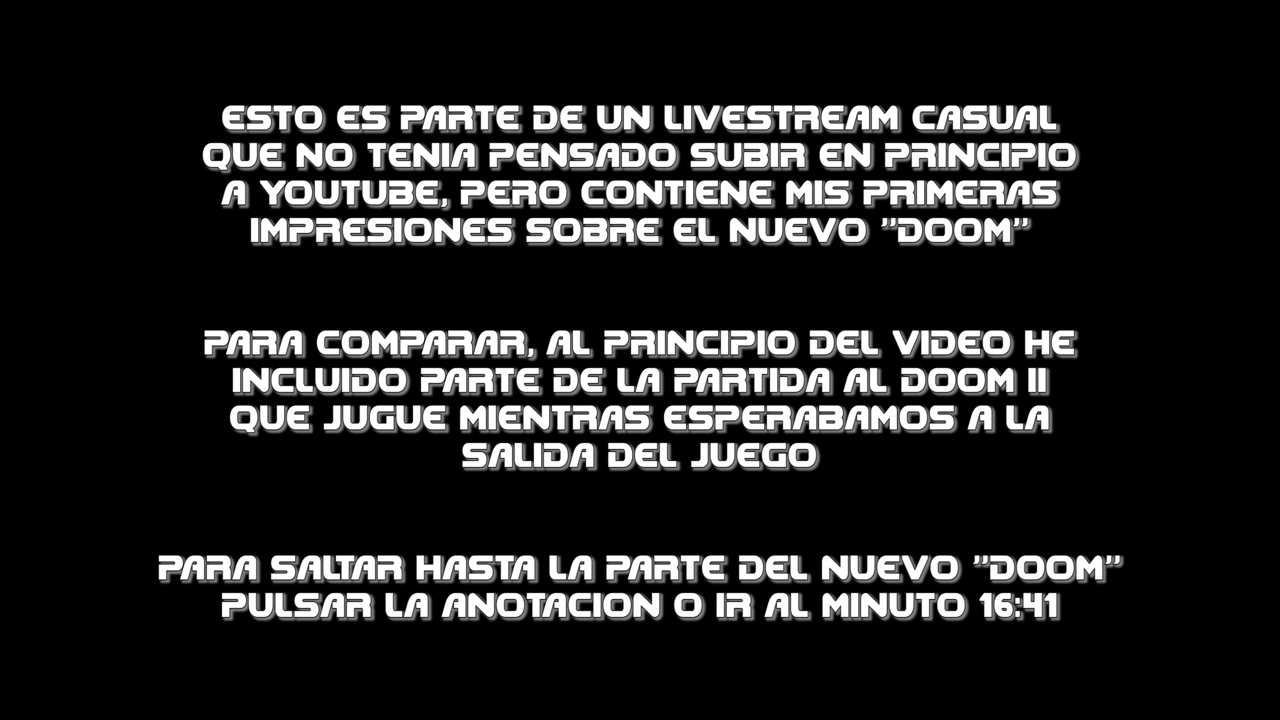 ESTO ES PARTE DE UN LIVESTREAM CASUAL
QUE NO TENIA PENSADO SUBIR EN PRINCIPIO
A YOUTUBE, PERO CONTIENE MIS PRIMERAS
IMPRESIONES SOBRE EL NUEVO "DOOM"
PARA COMPARAR, AL PRINCIPIO DEL VIDEO HE
INCLUIDO PARTE DE LA PARTIDA AL DOOM II
QUE JUGUE MIENTRAS ESPERABAMOS A LA
SALIDA DEL JUEGO
PARA SALTAR HASTA LA PARTE DEL NUEVO "DOOM"
PULSAR LA ANOTACION O IR AL MINUTO 16:41